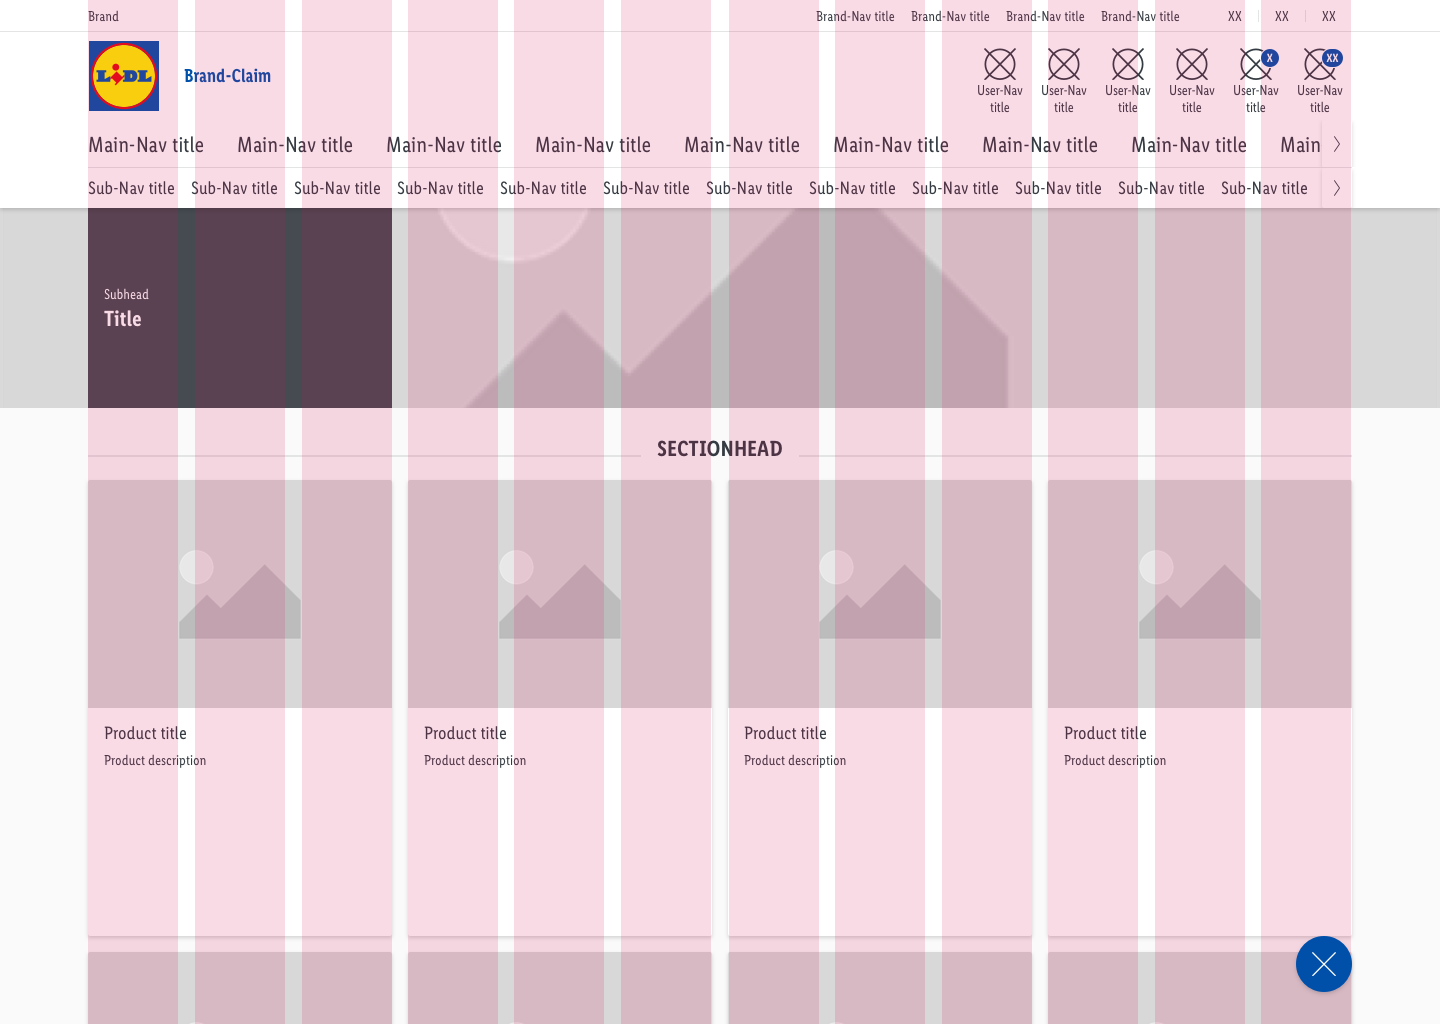 Brand
Brand-Nav title Brand-Nav title Brand-Nav title Brand-Nav title XX XX XX
LIDL
Brand-Claim
X
XX
User-Nav title
User-Nav title
User-Nav title
User-Nav title
User-Nav title
User-Nav title
Main-Nav title Main-Nav title Main-Nav title Main-Nav title Main-Nav title Main-Nav title Main-Nav title Main-Nav title Main
Sub-Nav title Sub-Nav title Sub-Nav title Sub-Nav title Sub-Nav title Sub-Nav title Sub-Nav title Sub-Nav title Sub-Nav title Sub-Nav title Sub-Nav title Sub-Nav title
Subhead
Title
SECTIONHEAD
Product title
Product description
Product title
Product description
Product title
Product description
Product title
Product description